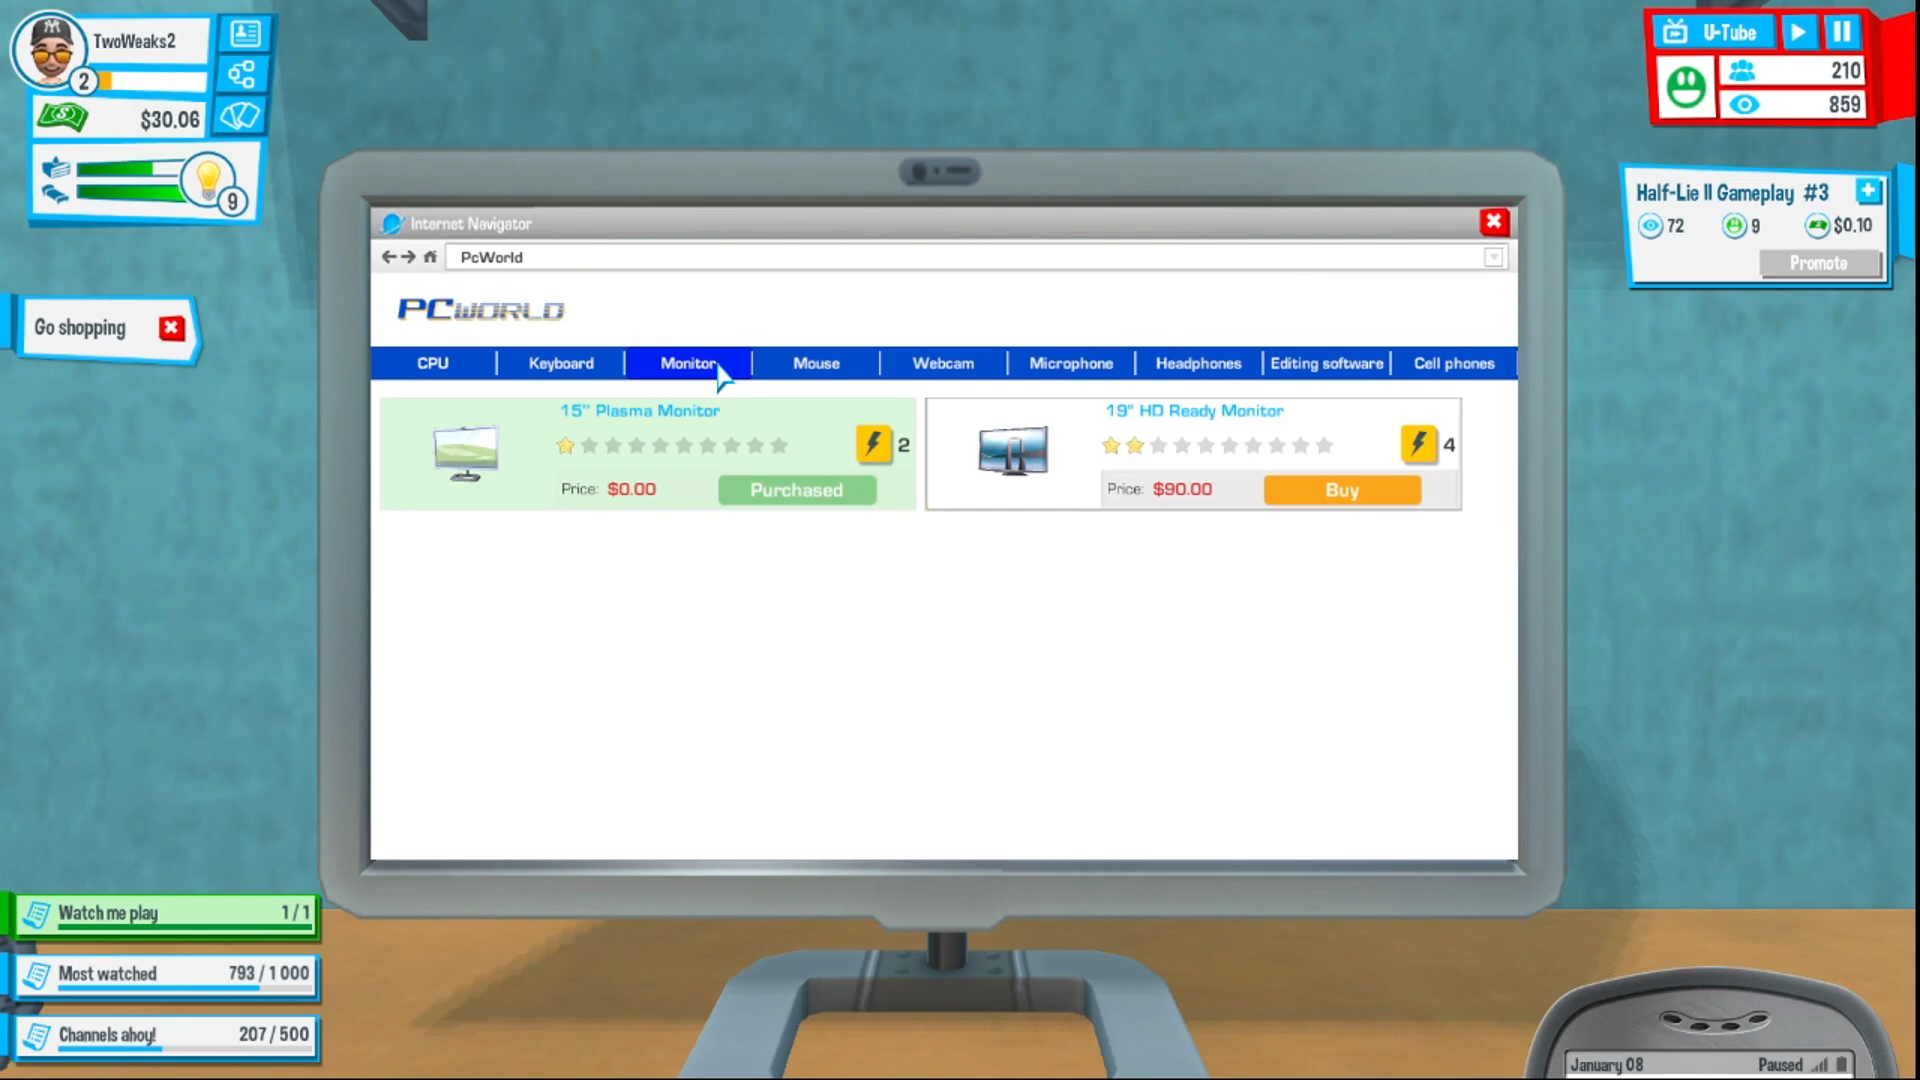 TwoWeaks2
2
$30.06
9
Go shopping
U-Tube
210
859
Half-Lie II Gameplay #3
72 9 $0.10
Promote
Internet Navigator
PcWorld
PCWORLD
CPU Keyboard Monitor Mouse Webcam Microphone Headphones Editing software Cell phones
15" Plasma Monitor
2
Price: $0.00 Purchased
19" HD Ready Monitor
4
Price: $90.00 Buy
Watch me play 1/1
Most watched 793/1000
Channels ahoy! 207/500
January 08 Paused